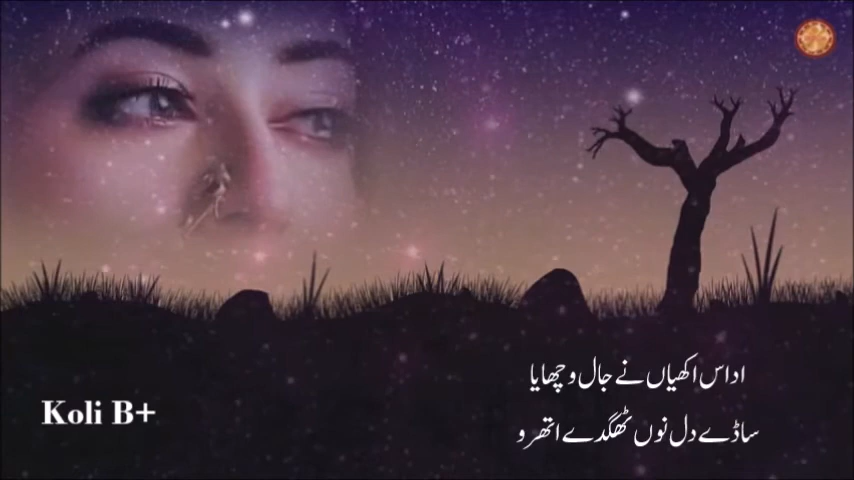 اداس اکھیاں نے جال وچھایا
ساڈے دل نوں ٹھگدے اتھرو
Koli B+